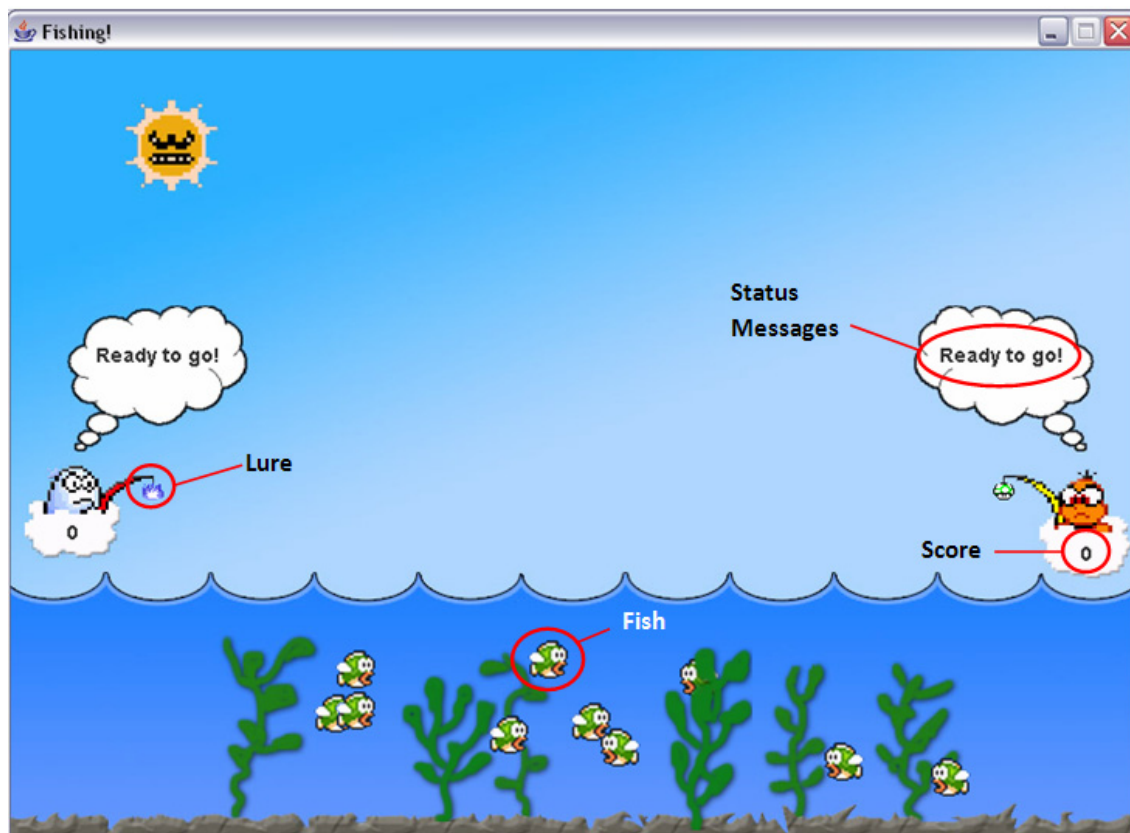 Fishing!
Status
Messages
Ready to go!
Ready to go!
Lure
0
Score
0
Fish